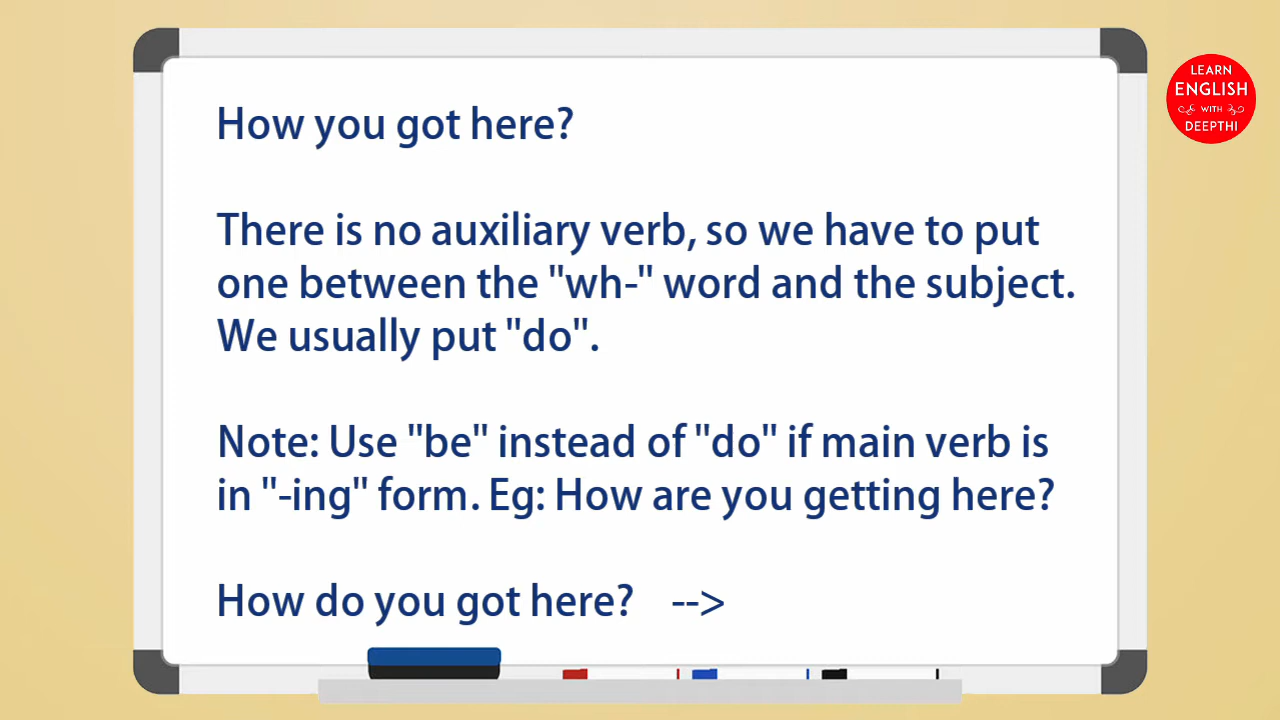 How you got here?
There is no auxiliary verb, so we have to put
one between the "wh-" word and the subject.
We usually put "do".
Note: Use "be" instead of "do" if main verb is
in "-ing" form. Eg: How are you getting here?
How do you got here? -->
LEARN
ENGLISH
WITH
DEEPTHI